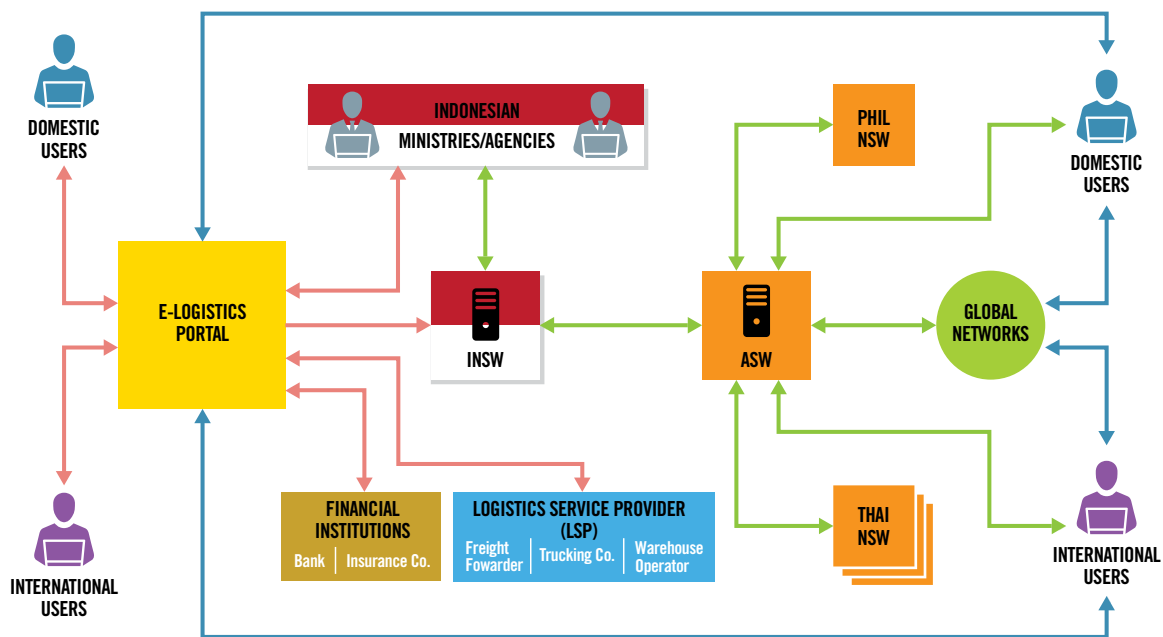 DOMESTIC
USERS
INDONESIAN
MINISTRIES/AGENCIES
PHIL
NSW
DOMESTIC
USERS
E-LOGISTICS
PORTAL
INSW
ASW
GLOBAL
NETWORKS
FINANCIAL
INSTITUTIONS
Bank
Insurance Co.
LOGISTICS SERVICE PROVIDER
(LSP)
Freight
Fowarder
Trucking Co.
Warehouse
Operator
THAI
NSW
INTERNATIONAL
USERS
INTERNATIONAL
USERS